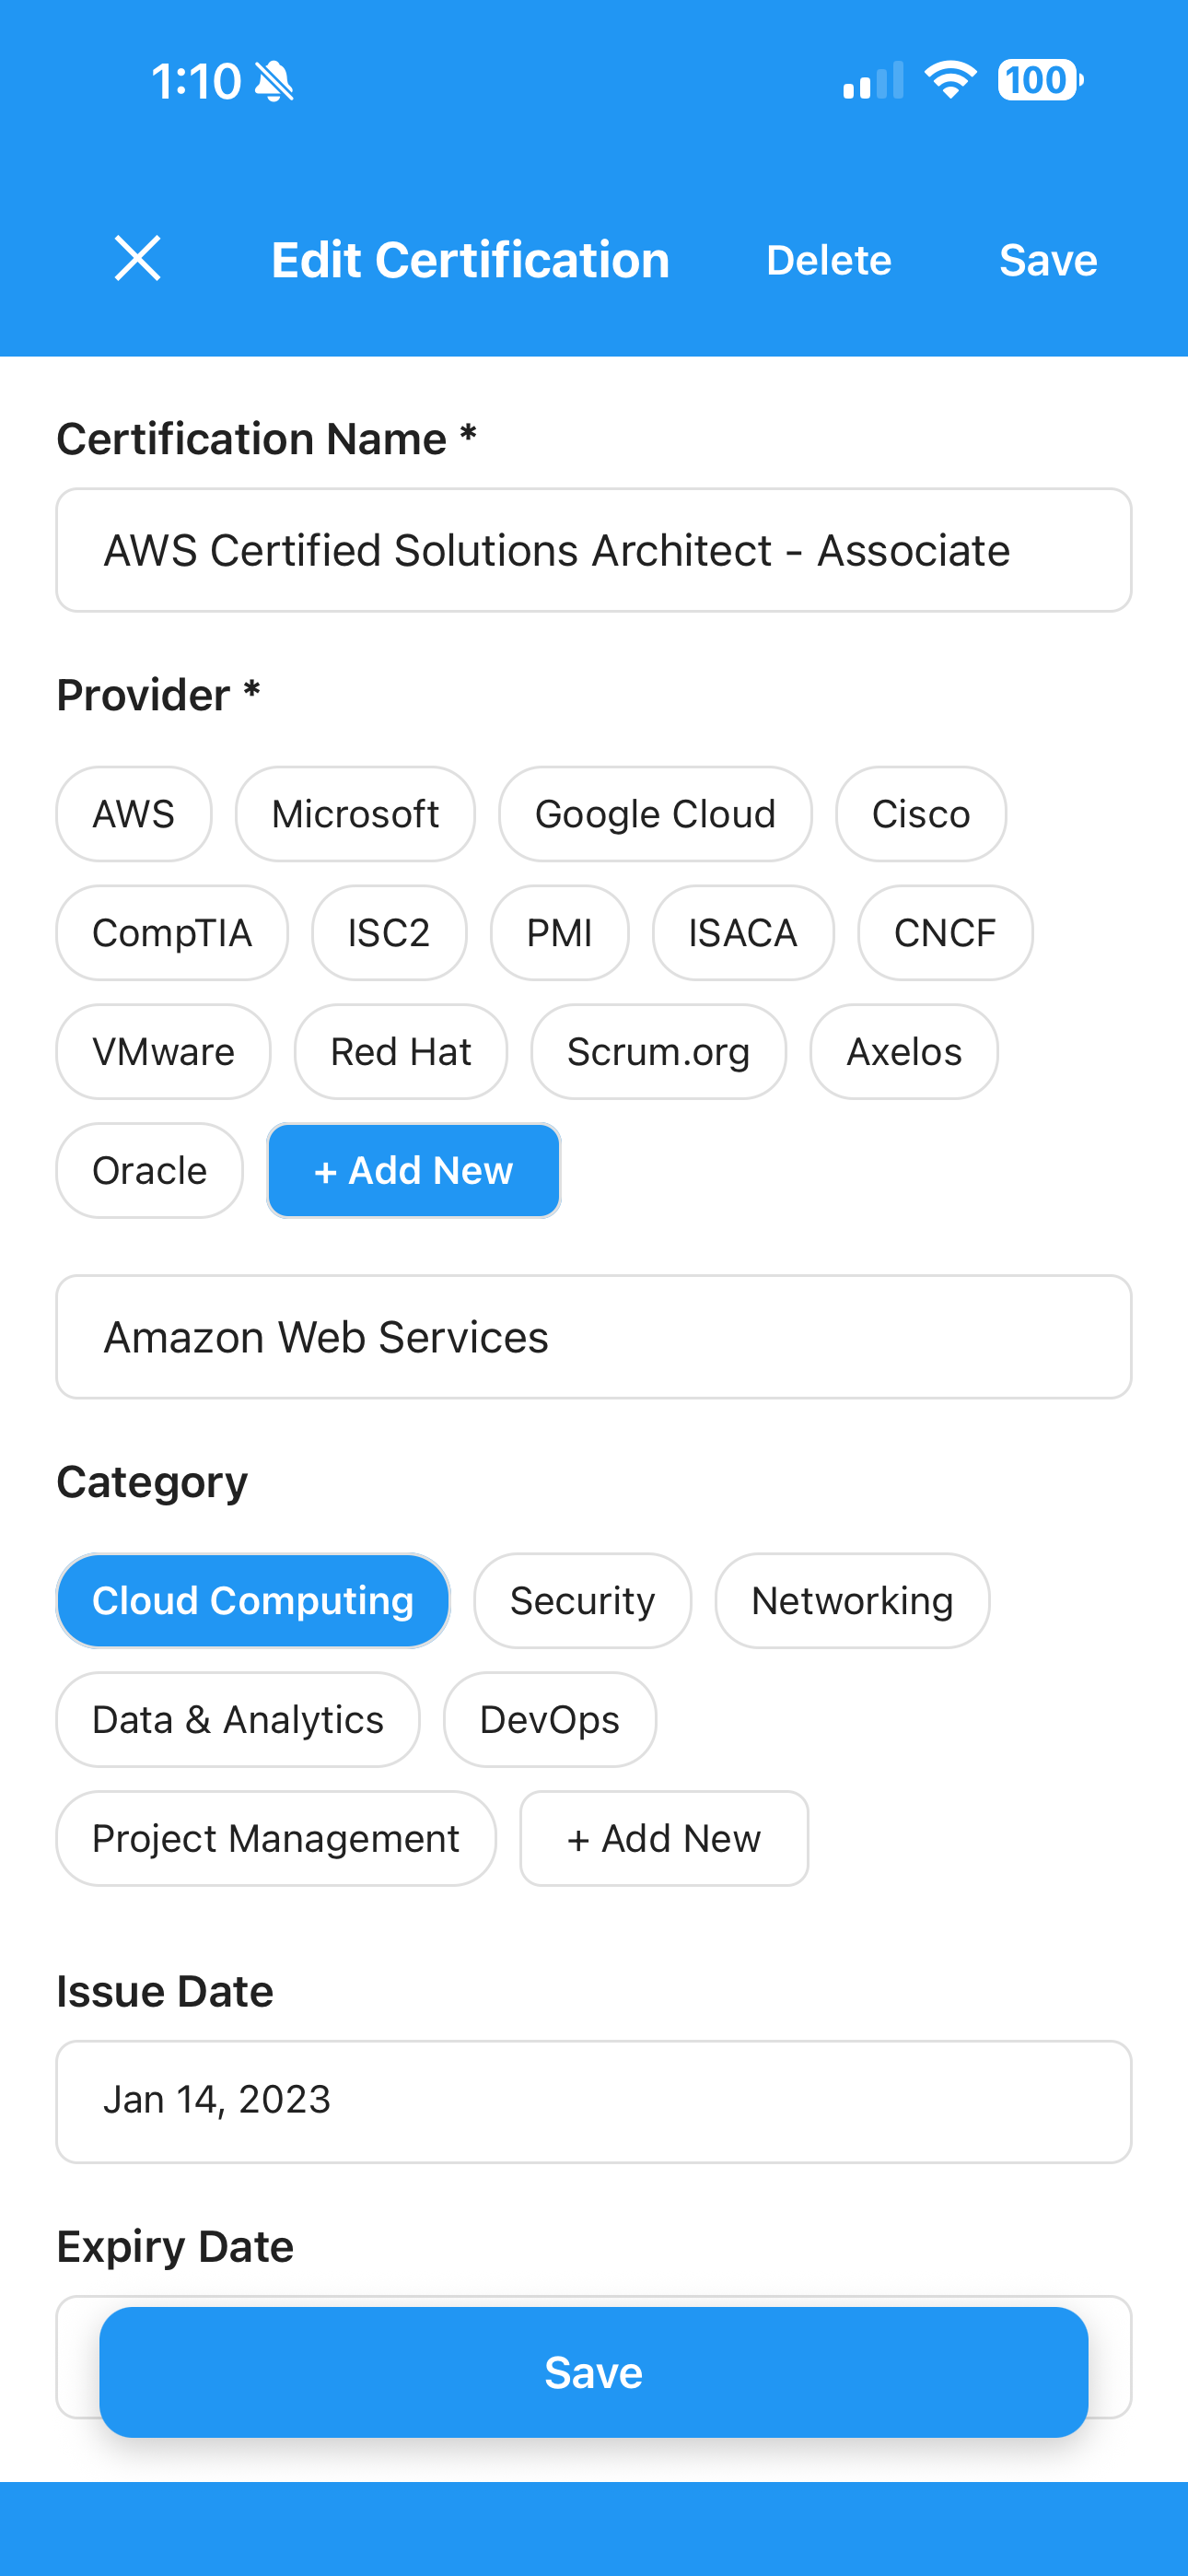 1:10 100
Edit Certification Delete Save
Certification Name *
AWS Certified Solutions Architect - Associate
Provider *
AWS Microsoft Google Cloud Cisco
CompTIA ISC2 PMI ISACA CNCF
VMware Red Hat Scrum.org Axelos
Oracle + Add New
Amazon Web Services
Category
Cloud Computing Security Networking
Data & Analytics DevOps
Project Management + Add New
Issue Date
Jan 14, 2023
Expiry Date
Save